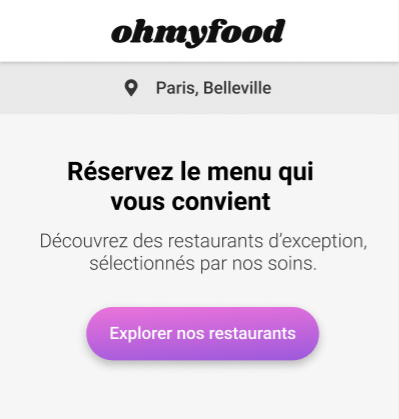 ohmyfood
Paris, Belleville
Réservez le menu qui
vous convient
Découvrez des restaurants d’exception,
sélectionnés par nos soins.
Explorer nos restaurants